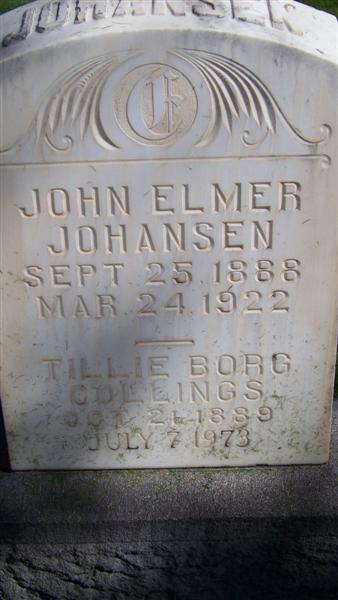 JOHANSEN
JOHN ELMER
JOHANSEN
SEPT 25 1888
MAR 24 1922
TILLIE BORG
COLLINGS
OCT 21 1889
JULY 7 1973